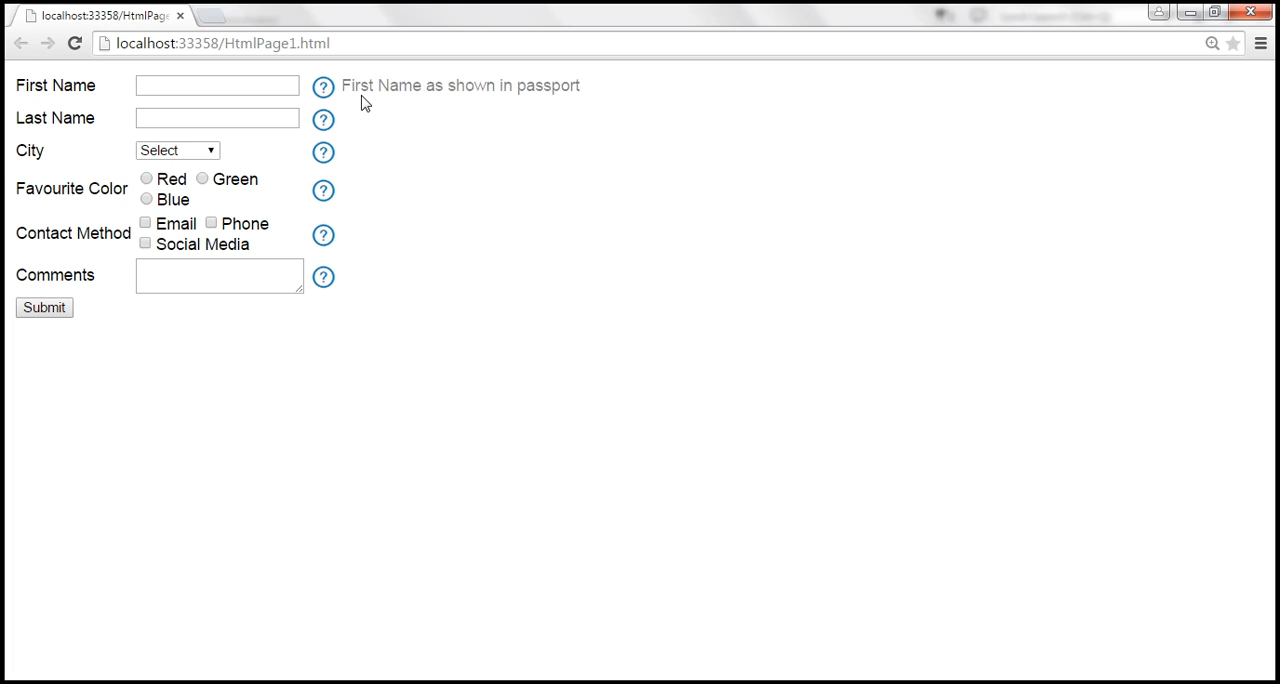 localhost:33358/HtmlPage
localhost:33358/HtmlPage1.html
First Name ? First Name as shown in passport
Last Name ?
City Select ?
Favourite Color Red Green Blue ?
Contact Method Email Phone Social Media ?
Comments ?
Submit